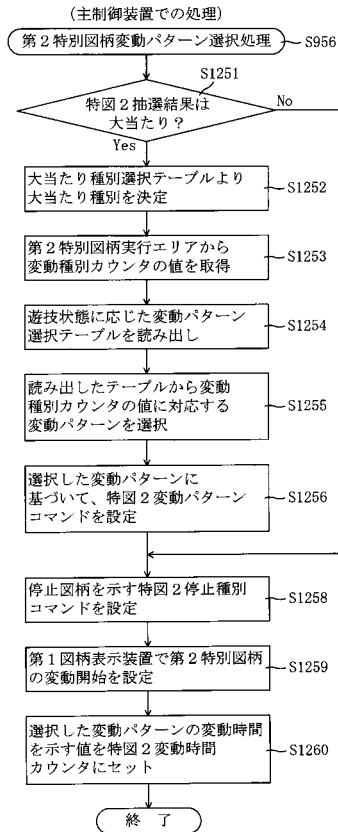 (主制御装置での処理)
第2特別図柄変動パターン選択処理
S956
S1251
特図2抽選結果は
大当たり?
No
Yes
大当たり種別選択テーブルより
大当たり種別を決定
S1252
第2特別図柄実行エリアから
変動種別カウンタの値を取得
S1253
遊技状態に応じた変動パターン
選択テーブルを読み出し
S1254
読み出したテーブルから変動
種別カウンタの値に対応する
変動パターンを選択
S1255
選択した変動パターンに
基づいて、特図2変動パターン
コマンドを設定
S1256
停止図柄を示す特図2停止種別
コマンドを設定
S1258
第1図柄表示装置で第2特別図柄
の変動開始を設定
S1259
選択した変動パターンの変動時間
を示す値を特図2変動時間
カウンタにセット
S1260
終 了